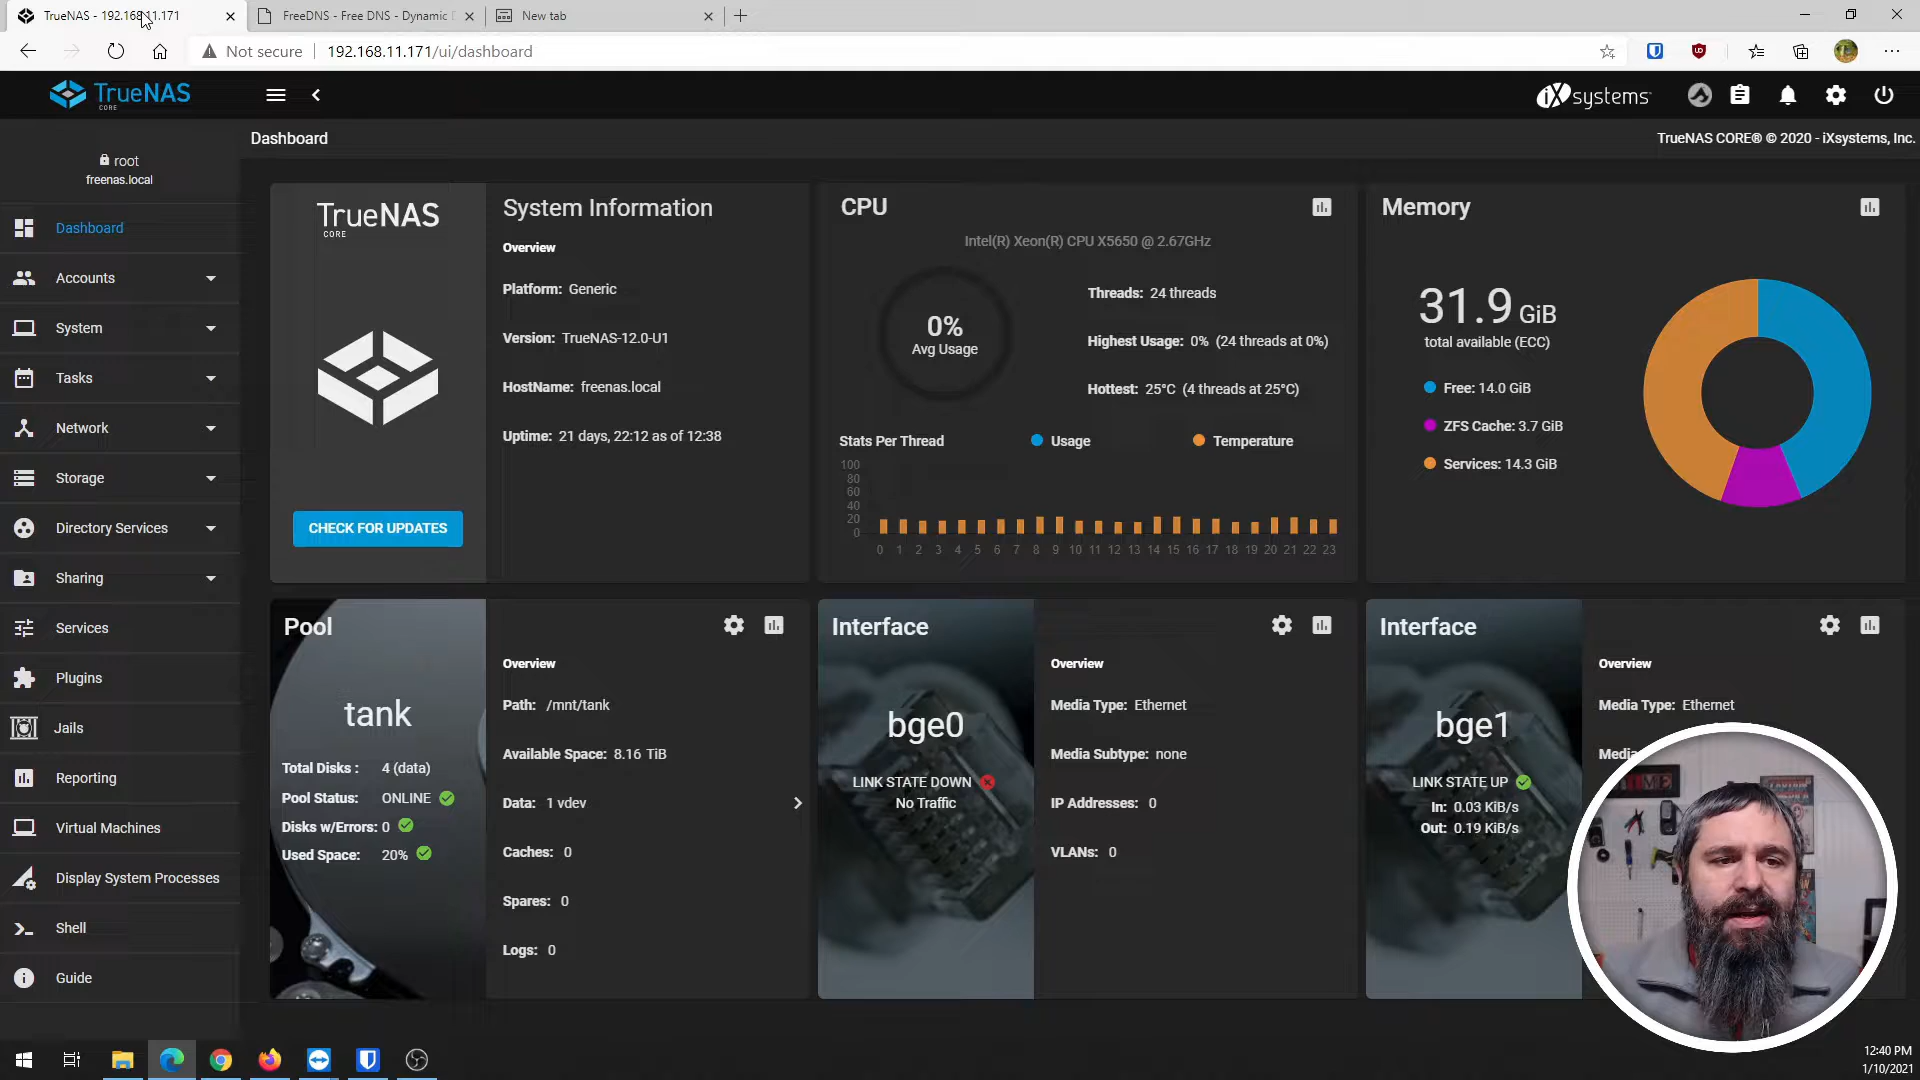 TrueNAS - 192.168.11.171
FreeDNS - Free DNS - Dynamic
New tab
Not secure
192.168.11.171/ui/dashboard
TrueNAS
CORE
iXsystems
Dashboard
TrueNAS CORE® © 2020 - iXsystems, Inc.
root
freenas.local
Dashboard
Accounts
System
Tasks
Network
Storage
Directory Services
Sharing
Services
Plugins
Jails
Reporting
Virtual Machines
Display System Processes
Shell
Guide
TrueNAS
CORE
CHECK FOR UPDATES
System Information
Overview
Platform: Generic
Version: TrueNAS-12.0-U1
HostName: freenas.local
Uptime: 21 days, 22:12 as of 12:38
CPU
Intel(R) Xeon(R) CPU X5650 @ 2.67GHz
0%
Avg Usage
Threads: 24 threads
Highest Usage: 0% (24 threads at 0%)
Hottest: 25°C (4 threads at 25°C)
Stats Per Thread
Usage
Temperature
100
80
60
40
20
0
0 1 2 3 4 5 6 7 8 9 10 11 12 13 14 15 16 17 18 19 20 21 22 23
Memory
31.9 GiB
total available (ECC)
Free: 14.0 GiB
ZFS Cache: 3.7 GiB
Services: 14.3 GiB
Pool
tank
Total Disks : 4 (data)
Pool Status: ONLINE
Disks w/Errors: 0
Used Space: 20%
Overview
Path: /mnt/tank
Available Space: 8.16 TiB
Data: 1 vdev
Caches: 0
Spares: 0
Logs: 0
Interface
bge0
LINK STATE DOWN
No Traffic
Overview
Media Type: Ethernet
Media Subtype: none
IP Addresses: 0
VLANs: 0
Interface
bge1
LINK STATE UP
In: 0.03 KiB/s
Out: 0.19 KiB/s
Overview
Media Type: Ethernet
12:40 PM
1/10/2021